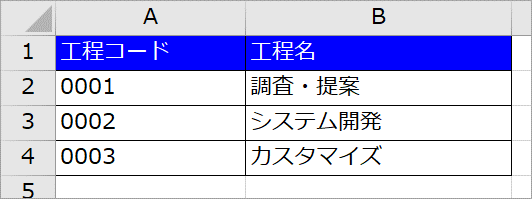 A B
1 工程コード 工程名
2 0001 調査・提案
3 0002 システム開発
4 0003 カスタマイズ
5